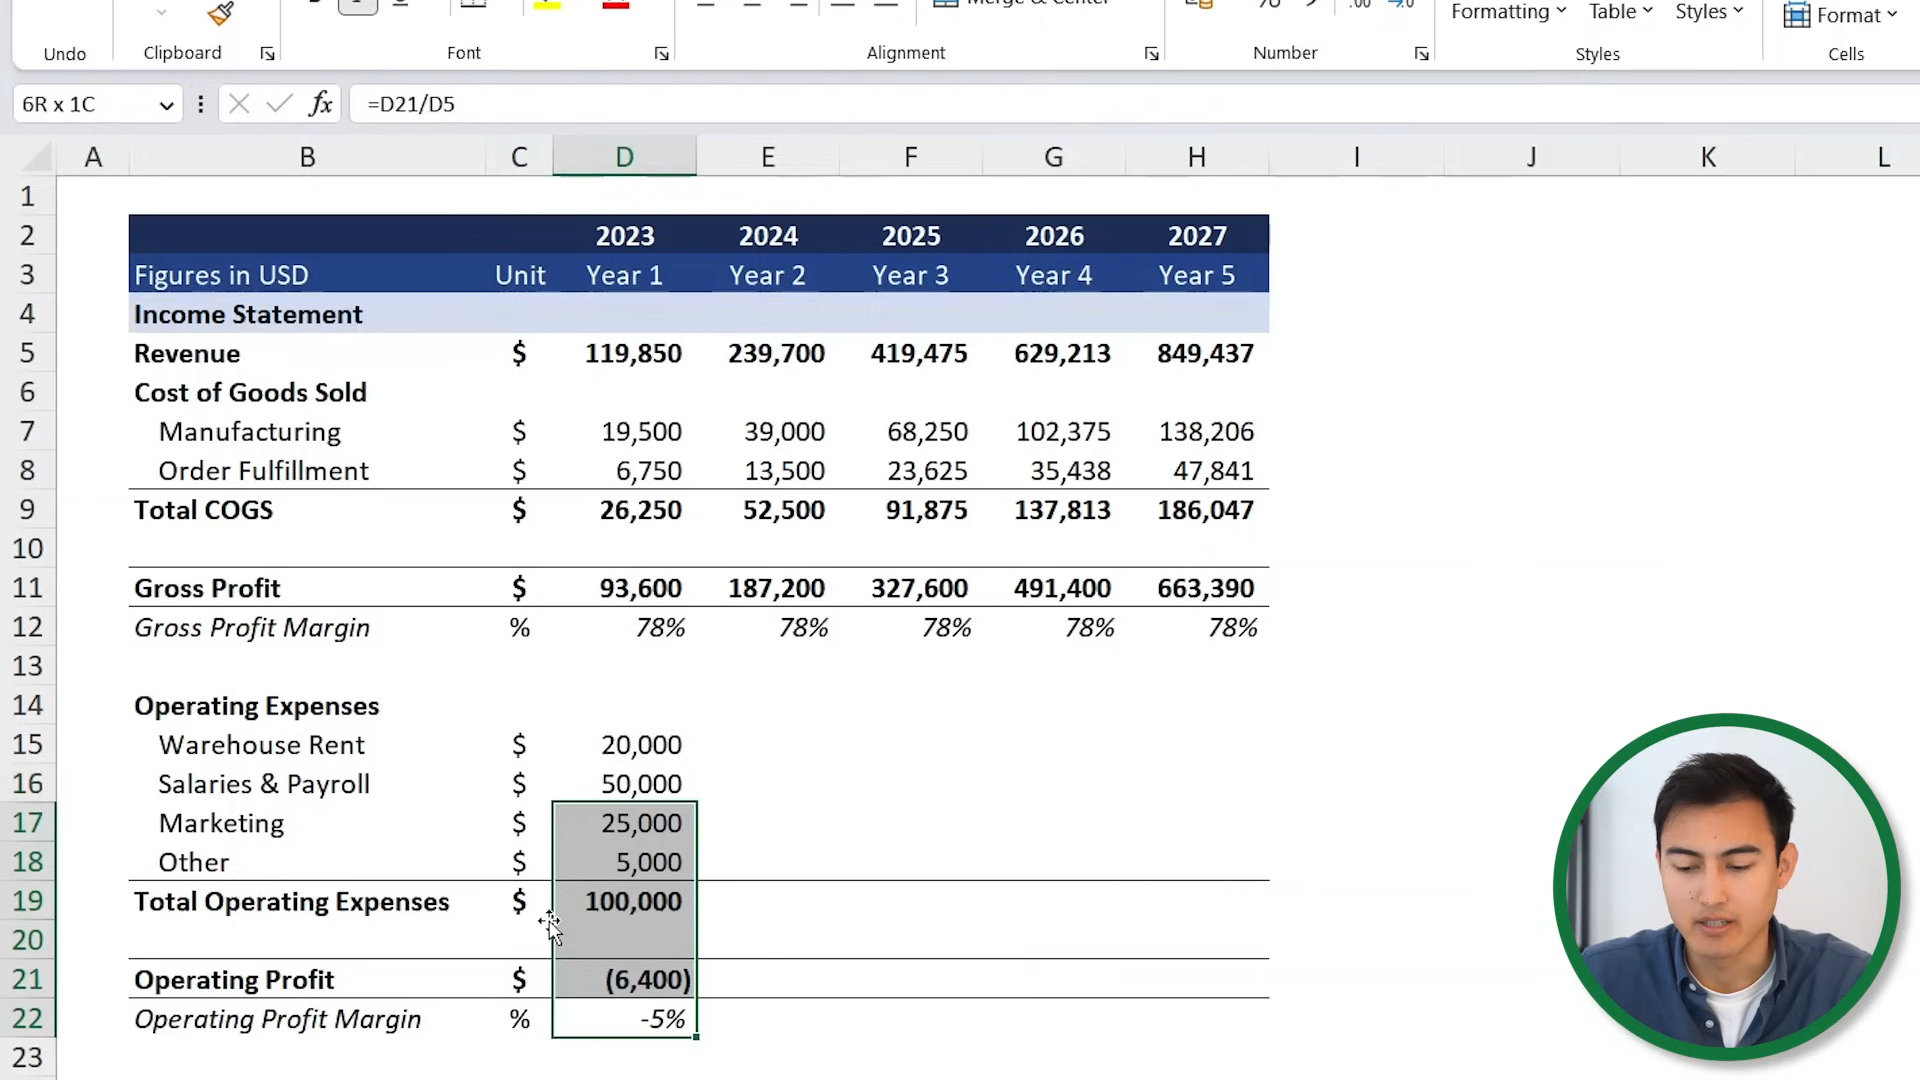 Merge & Center
% .00
Formatting Table Styles Format
Undo Clipboard Font Alignment Number Styles Cells
6R x 1C fx =D21/D5
A B C D E F G H I J K L
1
2 2023 2024 2025 2026 2027
3 Figures in USD Unit Year 1 Year 2 Year 3 Year 4 Year 5
4 Income Statement
5 Revenue $ 119,850 239,700 419,475 629,213 849,437
6 Cost of Goods Sold
7 Manufacturing $ 19,500 39,000 68,250 102,375 138,206
8 Order Fulfillment $ 6,750 13,500 23,625 35,438 47,841
9 Total COGS $ 26,250 52,500 91,875 137,813 186,047
10
11 Gross Profit $ 93,600 187,200 327,600 491,400 663,390
12 Gross Profit Margin % 78% 78% 78% 78% 78%
13
14 Operating Expenses
15 Warehouse Rent $ 20,000
16 Salaries & Payroll $ 50,000
17 Marketing $ 25,000
18 Other $ 5,000
19 Total Operating Expenses $ 100,000
20
21 Operating Profit $ (6,400)
22 Operating Profit Margin % -5%
23